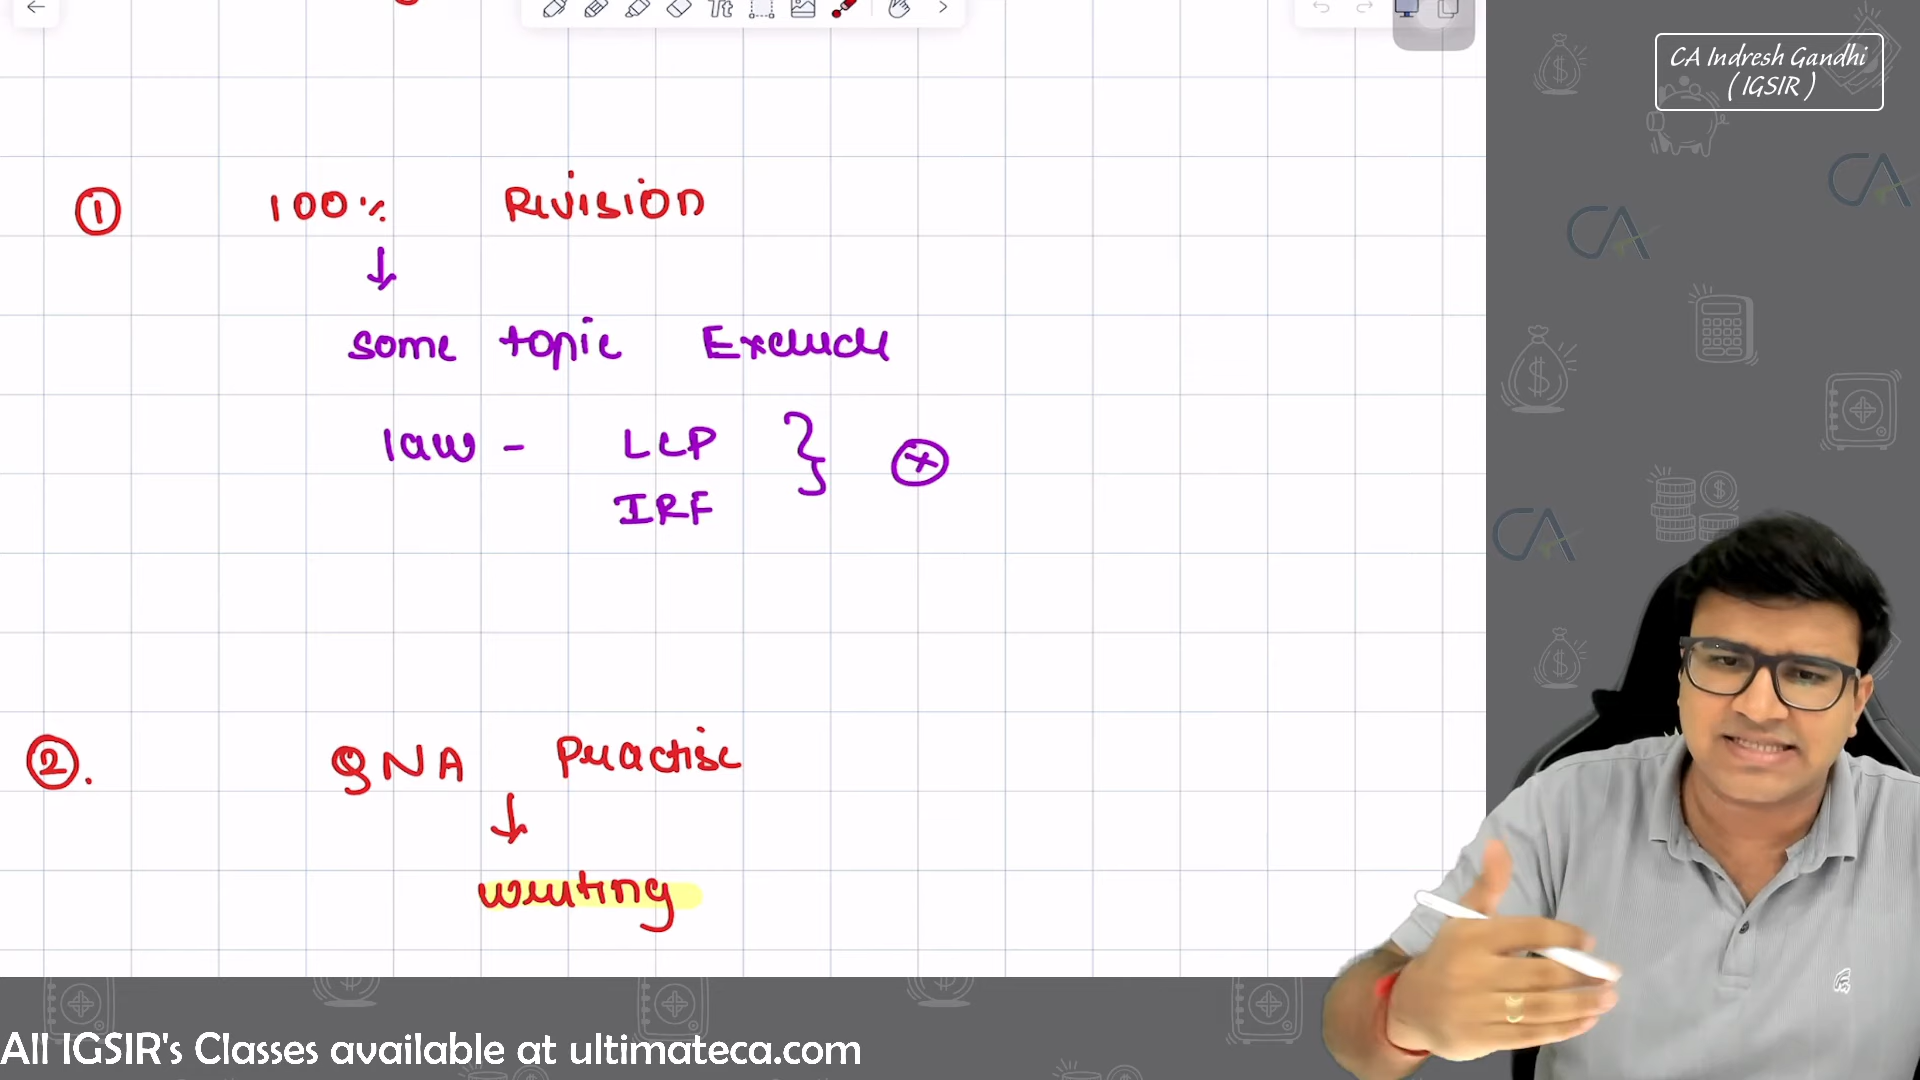 Tt
CA Indresh Gandhi
( IGSIR )
① 100% Revision
↓
some topic Exclude
law - LLP } ⊗
IRF
②. QNA Practise
↓
writing
All IGSIR's Classes available at ultimateca.com